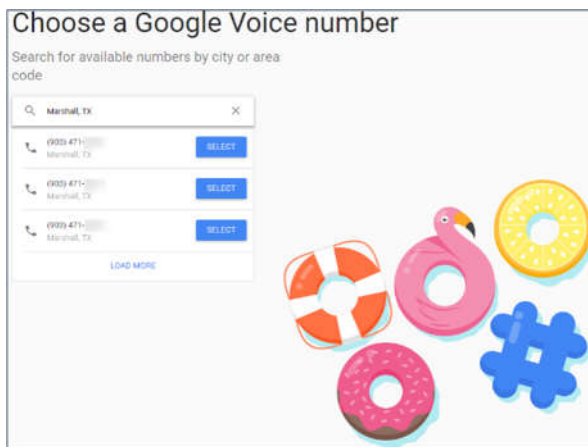 Choose a Google Voice number
Search for available numbers by city or area
code
Marshall, TX
(903) 471-
SELECT
Marshall, TX
(903) 471-
SELECT
Marshall, TX
(903) 471-
SELECT
Marshall, TX
LOAD MORE